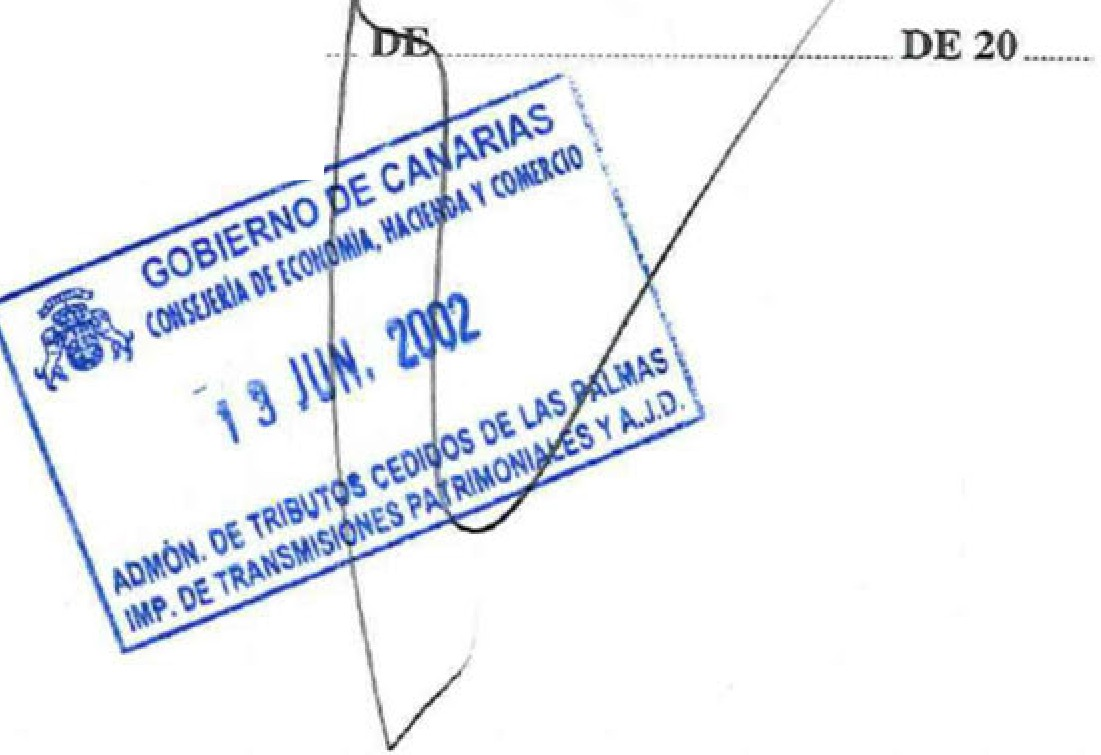 DE DE 20
GOBIERNO DE CANARIAS
CONSEJERÍA DE ECONOMÍA, HACIENDA Y COMERCIO
13 JUN. 2002
ADMÓN. DE TRIBUTOS CEDIDOS DE LAS PALMAS
IMP. DE TRANSMISIONES PATRIMONIALES Y A.J.D.